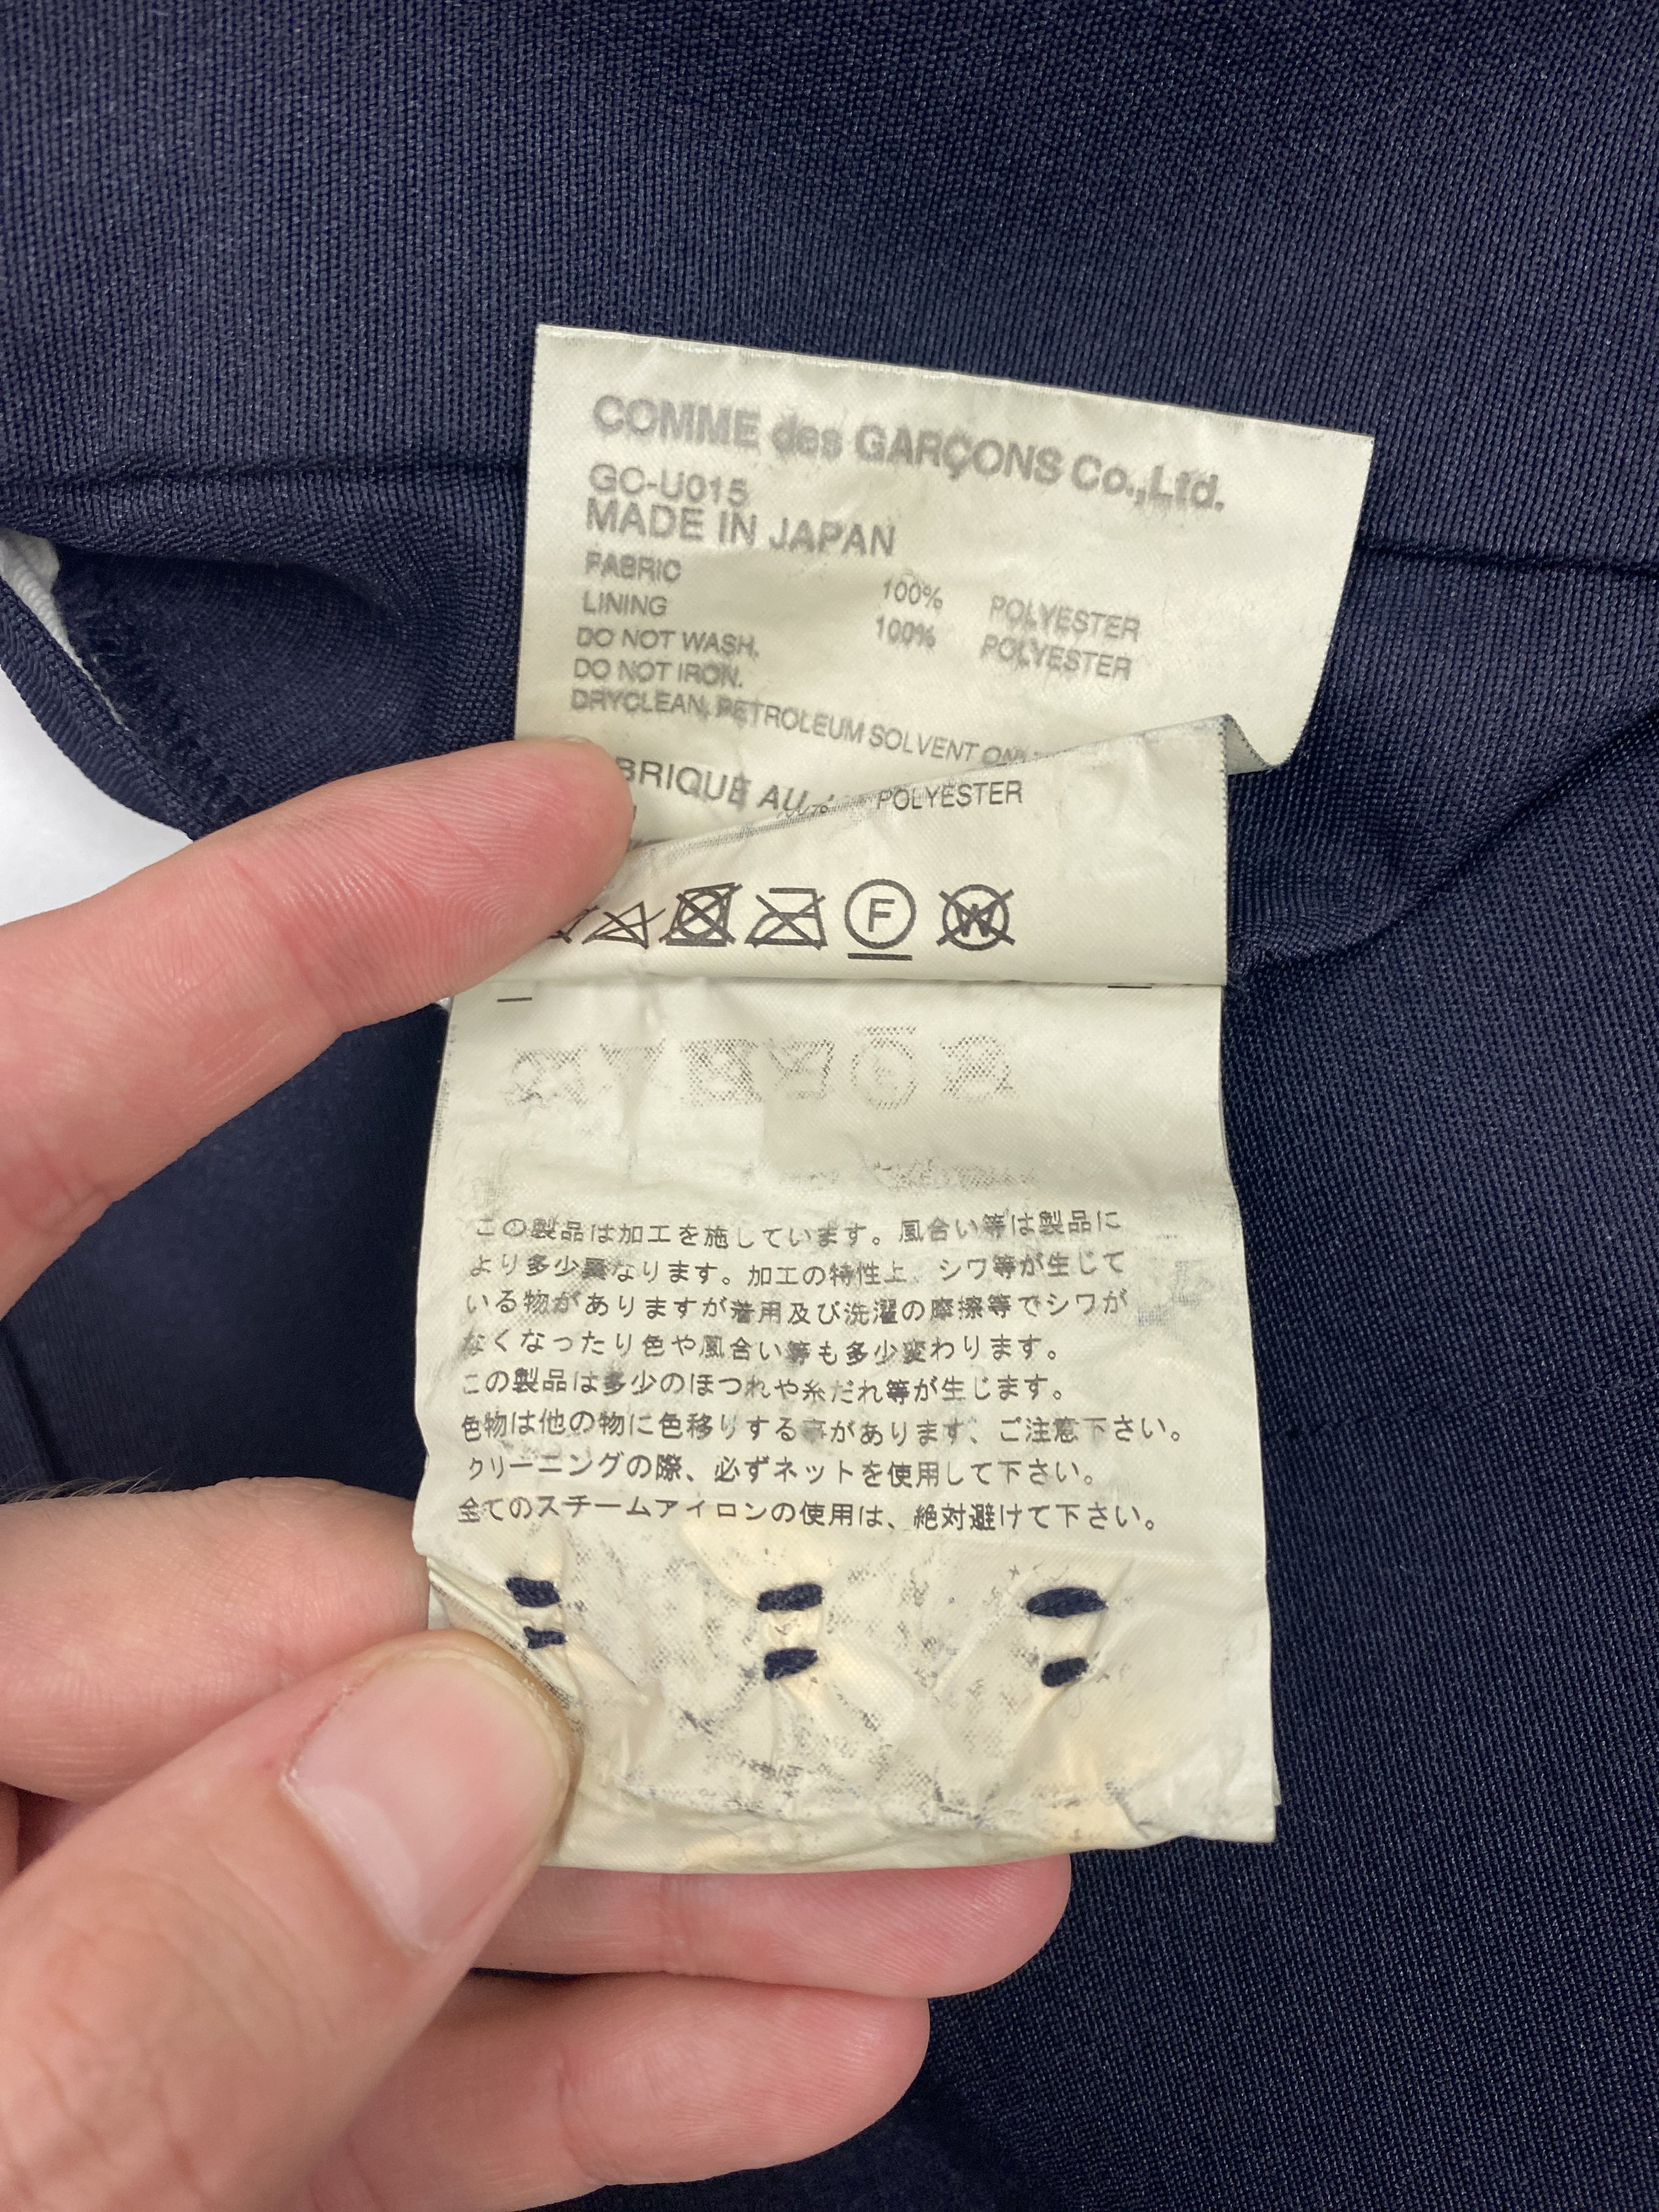 COMME des GARÇONS Co.,Ltd.
GC-U015
MADE IN JAPAN
FABRIC 100% POLYESTER
LINING 100% POLYESTER
DO NOT WASH.
DO NOT IRON.
DRYCLEAN, PETROLEUM SOLVENT
BRIQUE AU
POLYESTER
F W
この製品は加工を施しています。風合い等は製品に
より多少異なります。加工の特性上、シワ等が生じて
いる物がありますが着用及び洗濯の摩擦等でシワが
なくなったり色や風合い等も多少変わります。
この製品は多少のほつれや糸だれ等が生じます。
色物は他の物に色移りする事があります、ご注意下さい。
クリーニングの際、必ずネットを使用して下さい。
全てのスチームアイロンの使用は、絶対避けて下さい。